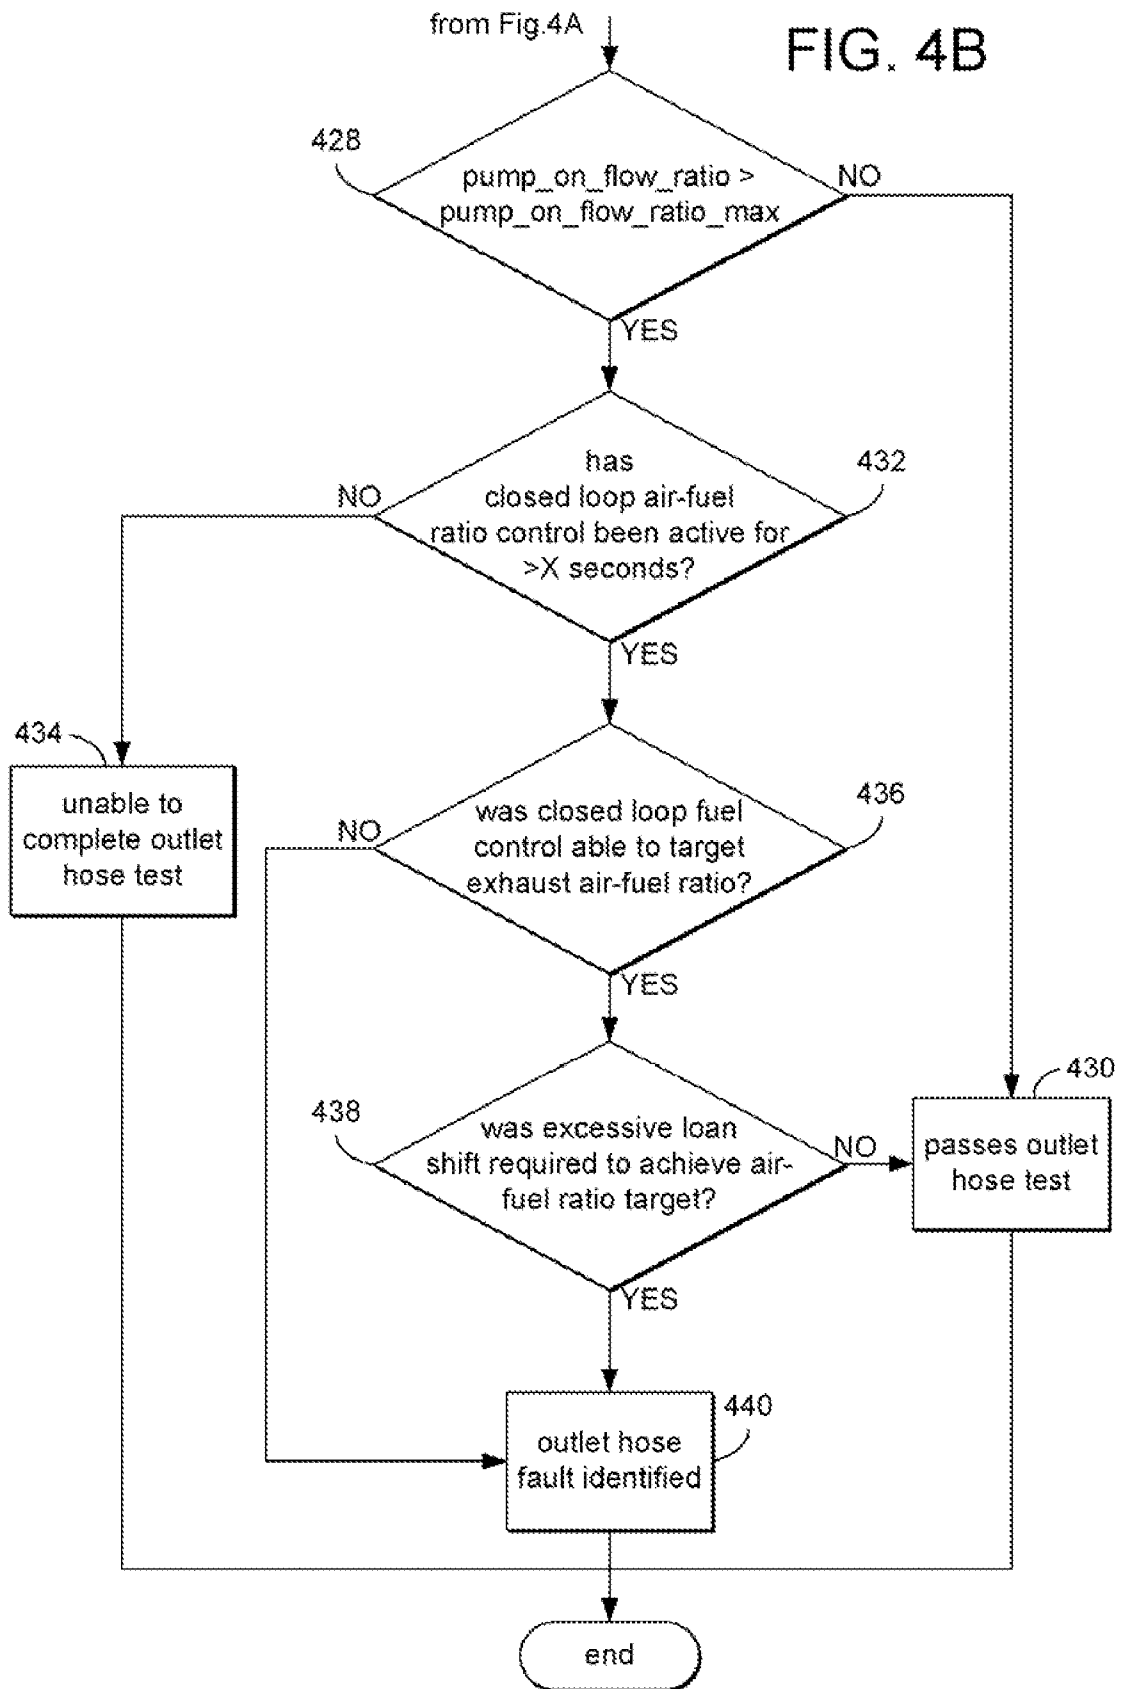 from Fig.4A
FIG. 4B
428
pump_on_flow_ratio >
pump_on_flow_ratio_max
NO
YES
has
closed loop air-fuel
ratio control been active for
>X seconds?
432
NO
YES
434
unable to
complete outlet
hose test
was closed loop fuel
control able to target
exhaust air-fuel ratio?
436
NO
YES
438
was excessive loan
shift required to achieve air-
fuel ratio target?
NO
YES
430
passes outlet
hose test
440
outlet hose
fault identified
end